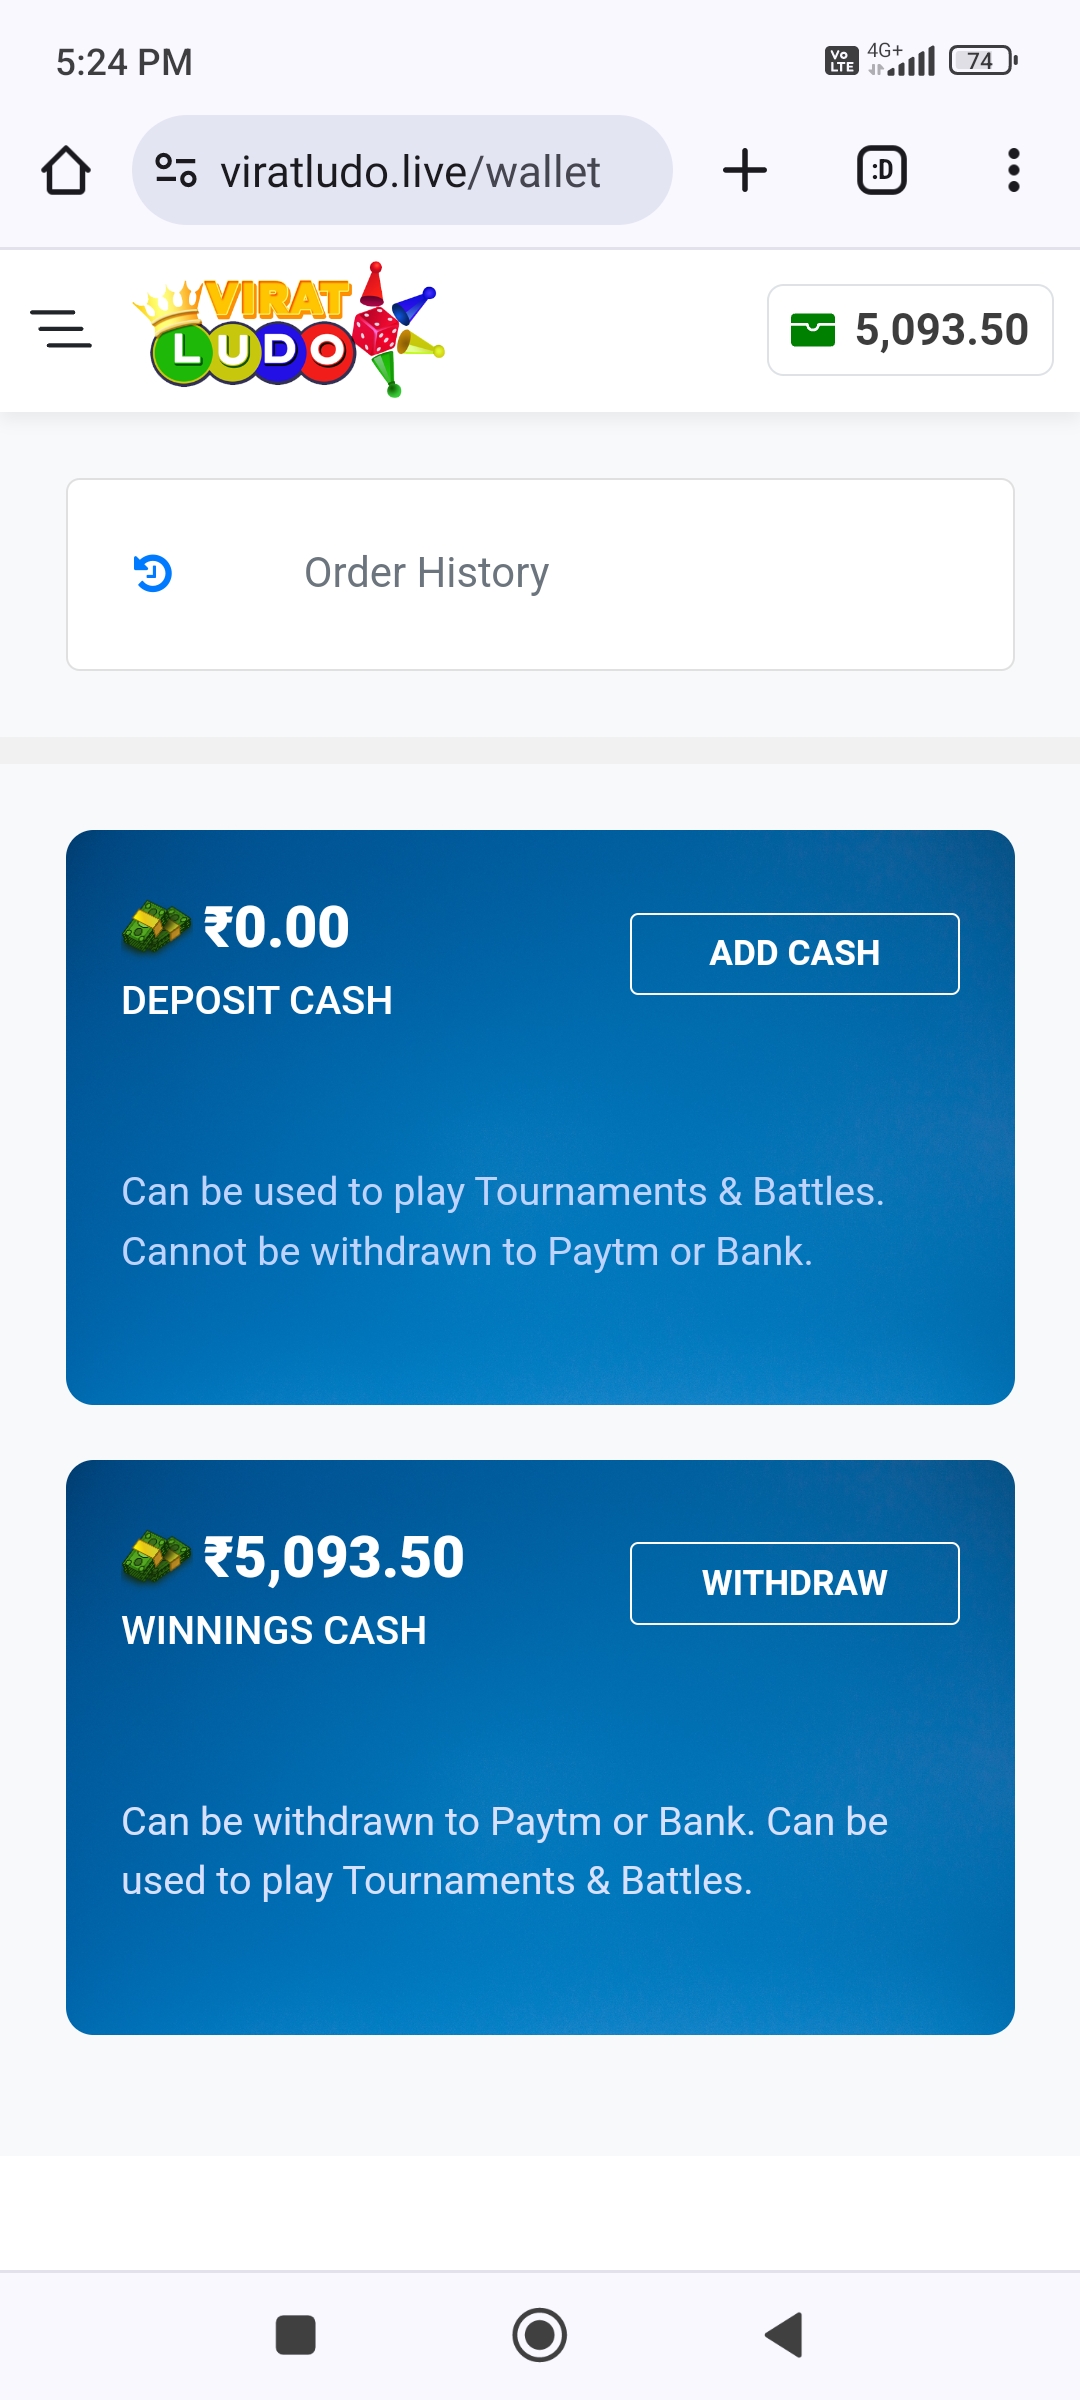 5:24 PM
Vo LTE 4G+ 74
viratludo.live/wallet
:D
VIRAT
LUDO
5,093.50
Order History
₹0.00
ADD CASH
DEPOSIT CASH
Can be used to play Tournaments & Battles.
Cannot be withdrawn to Paytm or Bank.
₹5,093.50
WITHDRAW
WINNINGS CASH
Can be withdrawn to Paytm or Bank. Can be
used to play Tournaments & Battles.